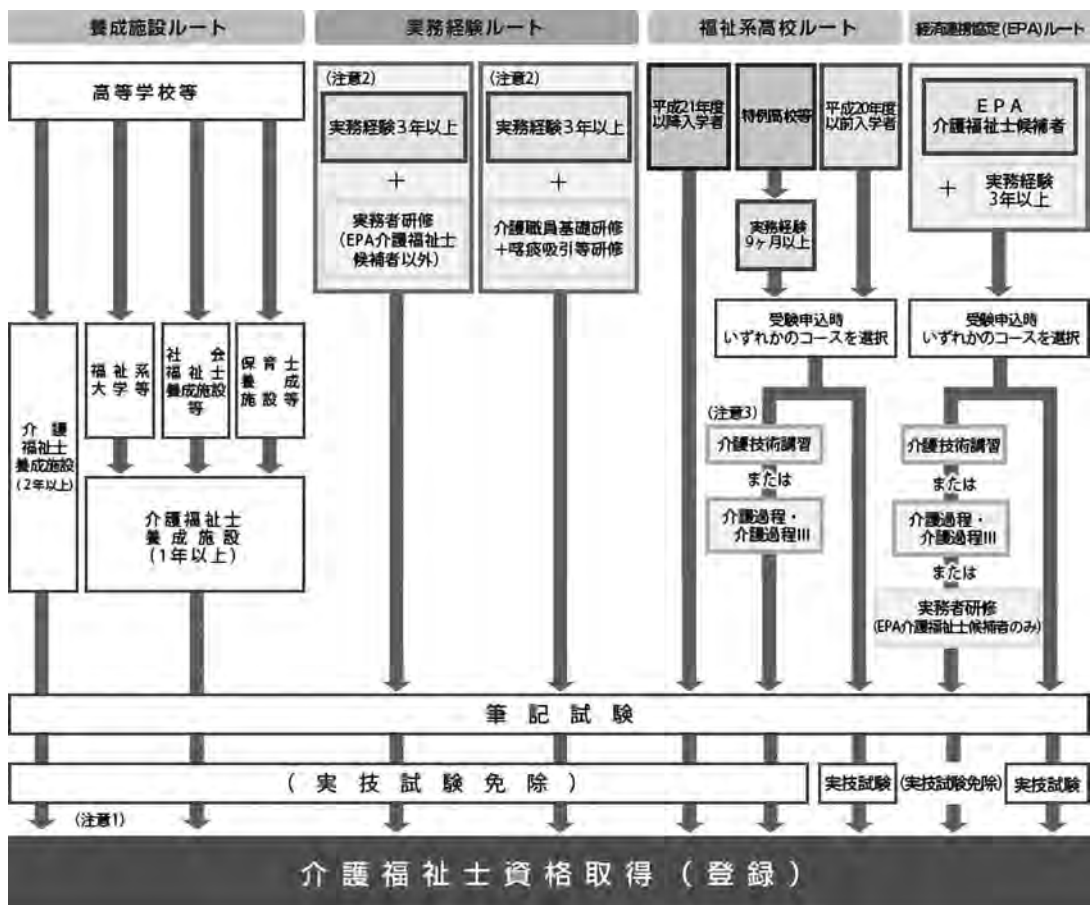 養成施設ルート
実務経験ルート
福祉系高校ルート
経済連携協定(EPA)ルート
高等学校等
介護
福祉士
養成施設
(2年以上)
福祉系
大学等
社会
福祉士
養成施設
等
保育士
養成
施設等
介護福祉士
養成施設
(1年以上)
(注意2)
実務経験3年以上
+
実務者研修
(EPA介護福祉士
候補者以外)
(注意2)
実務経験3年以上
+
介護職員基礎研修
+喀痰吸引等研修
平成21年度
以降入学者
特例高校等
平成20年度
以前入学者
実務経験
9ヶ月以上
受験申込時
いずれかのコースを選択
(注意3)
介護技術講習
または
介護過程・
介護過程III
EPA
介護福祉士候補者
+
実務経験
3年以上
受験申込時
いずれかのコースを選択
介護技術講習
または
介護過程・
介護過程III
または
実務者研修
(EPA介護福祉士候補者のみ)
筆記試験
(実技試験免除)
実技試験
(実技試験免除)
実技試験
(注意1)
介護福祉士資格取得(登録)